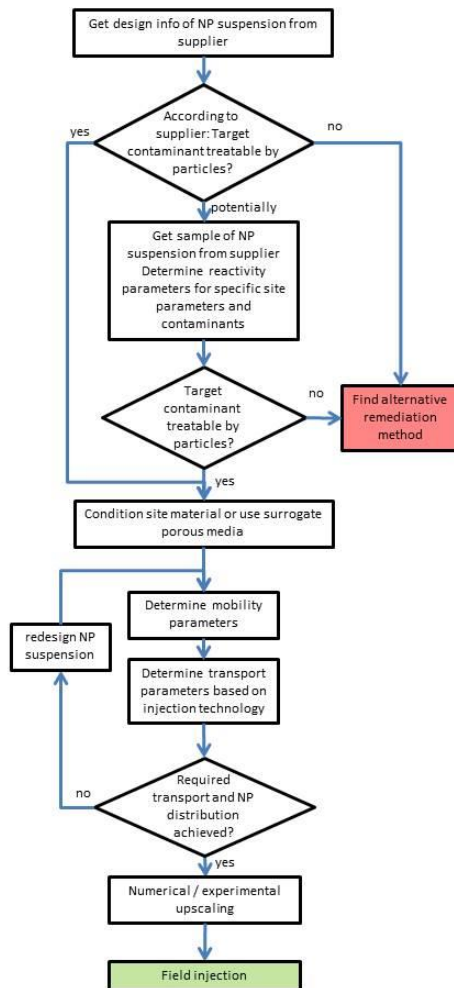 Get design info of NP suspension from
supplier
yes
According to
supplier: Target
contaminant treatable by
particles?
no
potentially
Get sample of NP
suspension from supplier
Determine reactivity
parameters for specific site
parameters and
contaminants
Target
contaminant
treatable by
particles?
no
Find alternative
remediation
method
yes
Condition site material or use surrogate
porous media
Determine mobility
parameters
redesign NP
suspension
Determine transport
parameters based on
injection technology
no
Required
transport and NP
distribution
achieved?
yes
Numerical / experimental
upscaling
Field injection